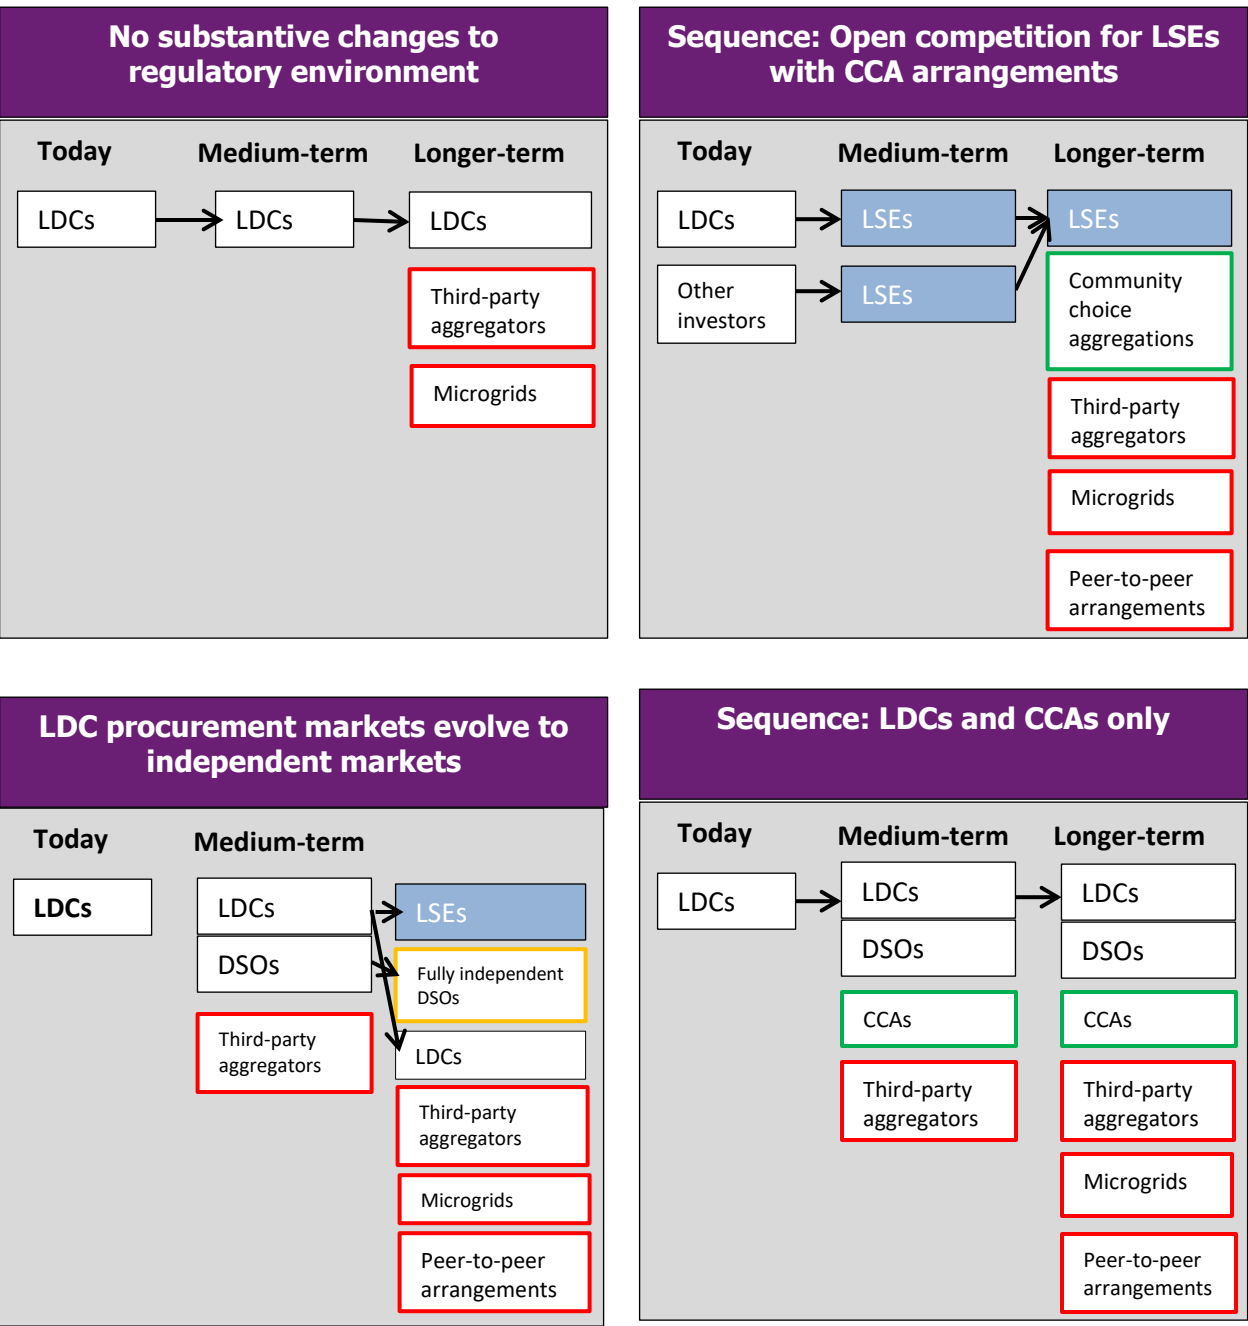 No substantive changes to
regulatory environment
Today
Medium-term
Longer-term
LDCs
LDCs
LDCs
Third-party
aggregators
Microgrids
Sequence: Open competition for LSEs
with CCA arrangements
Today
Medium-term
Longer-term
LDCs
LSEs
LSEs
Other
investors
LSEs
Community
choice
aggregations
Third-party
aggregators
Microgrids
Peer-to-peer
arrangements
LDC procurement markets evolve to
independent markets
Today
Medium-term
LDCs
LDCs
LSEs
DSOs
Fully independent
DSOs
Third-party
aggregators
LDCs
Third-party
aggregators
Microgrids
Peer-to-peer
arrangements
Sequence: LDCs and CCAs only
Today
Medium-term
Longer-term
LDCs
LDCs
LDCs
DSOs
DSOs
CCAs
CCAs
Third-party
aggregators
Third-party
aggregators
Microgrids
Peer-to-peer
arrangements